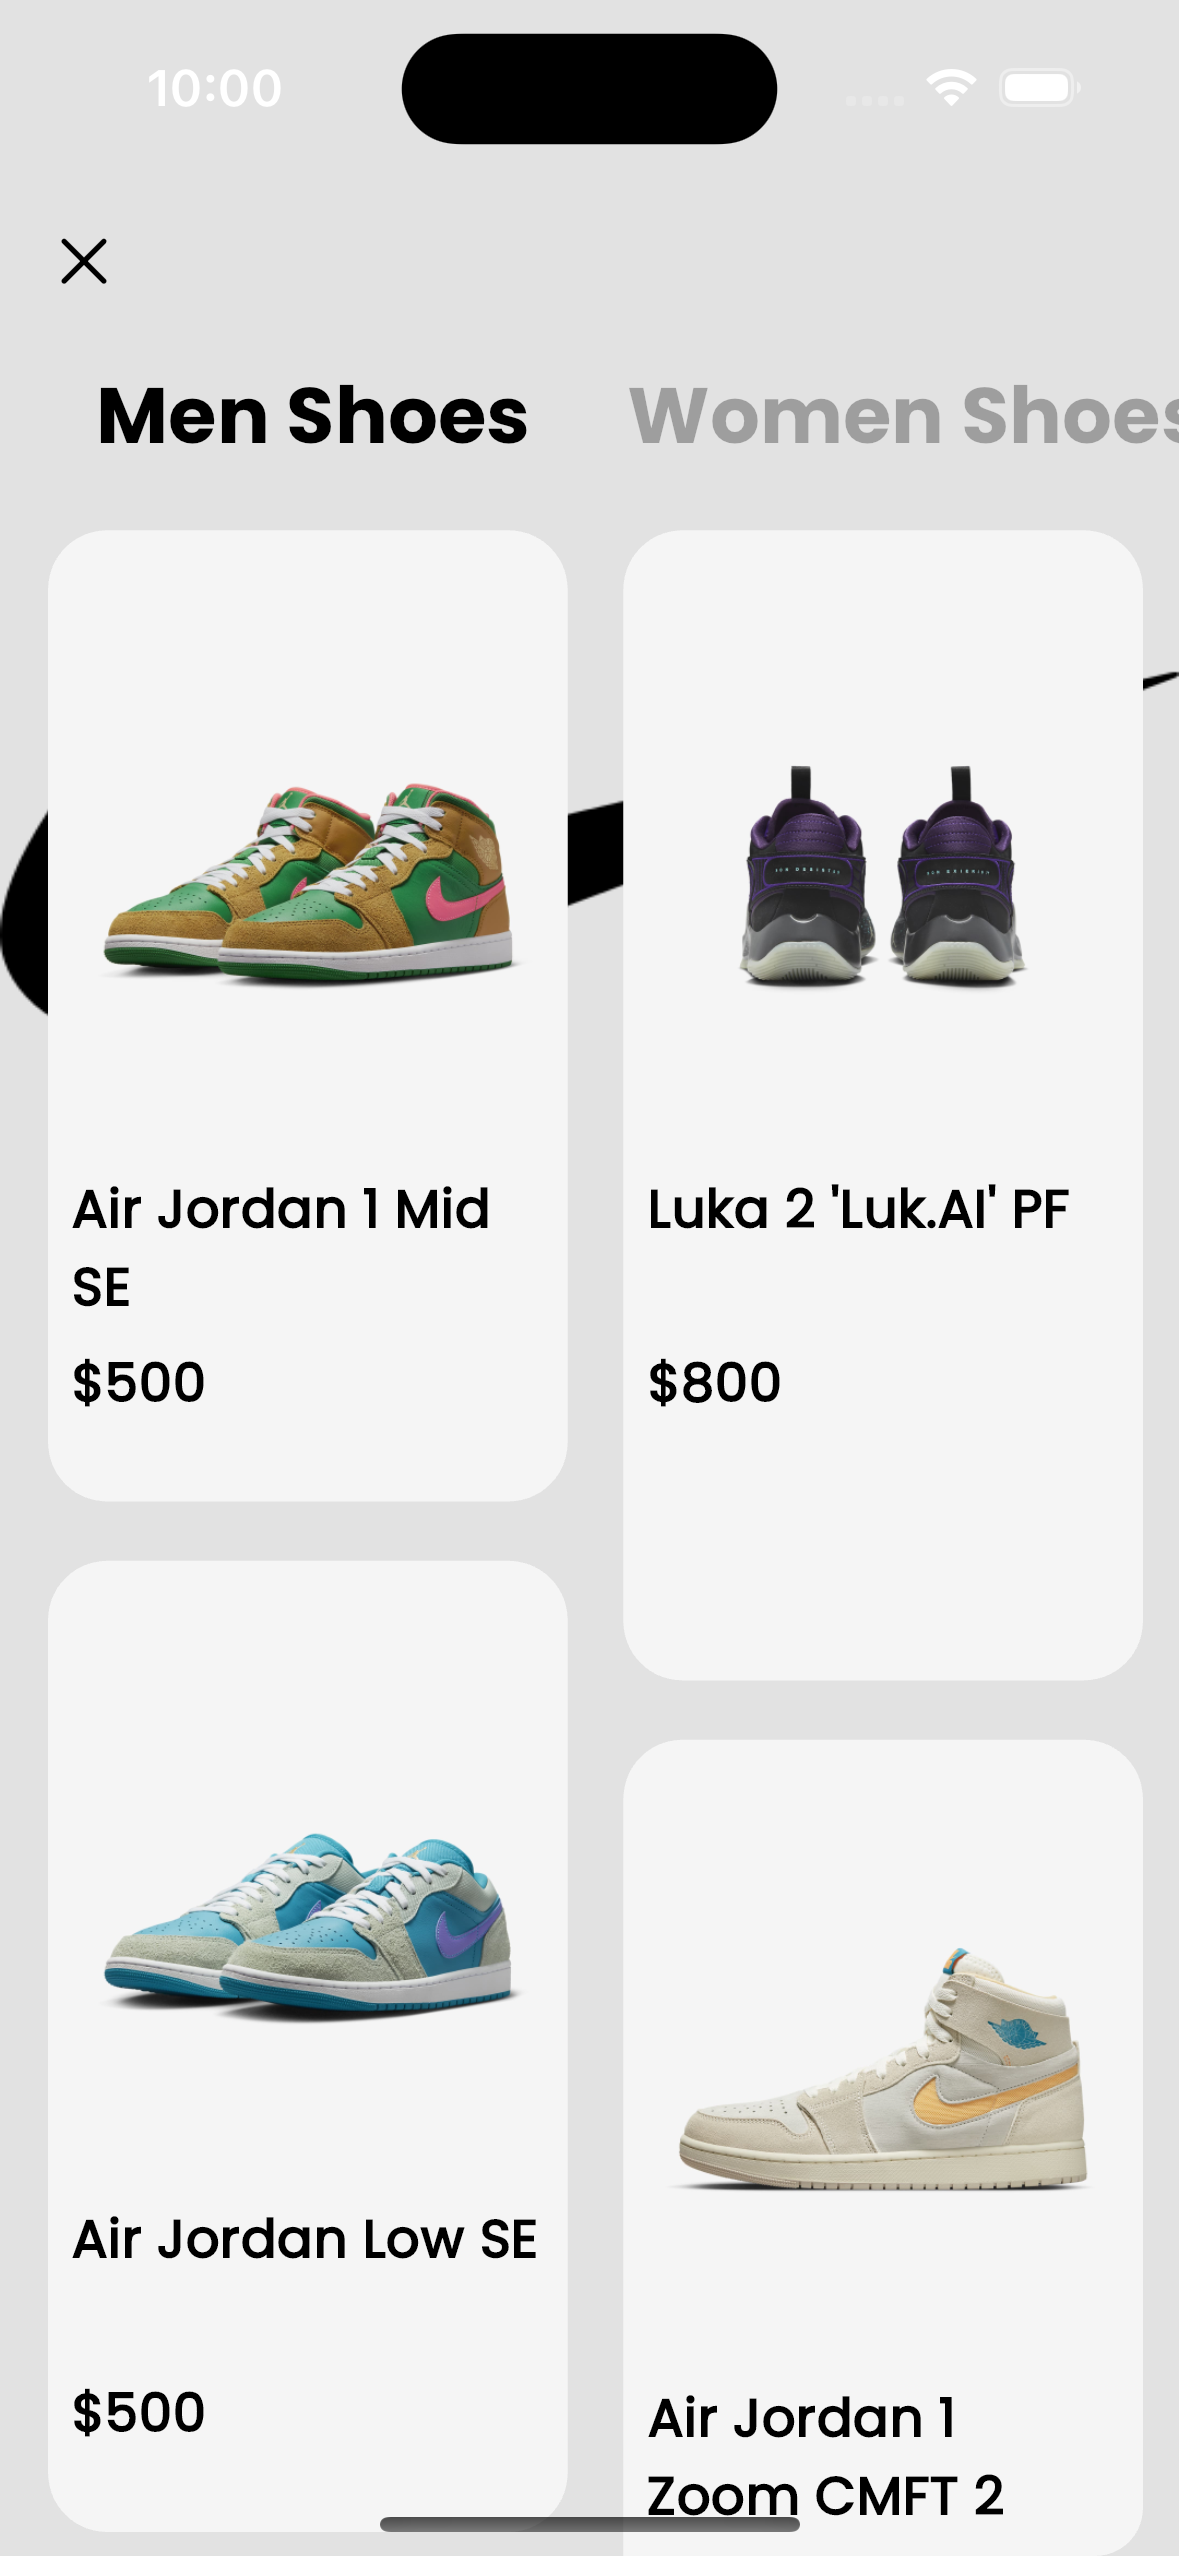 10:00
Men Shoes
Women Shoes
Air Jordan 1 Mid
SE
$500
Luka 2 'Luk.AI' PF
$800
Air Jordan Low SE
$500
Air Jordan 1
Zoom CMFT 2